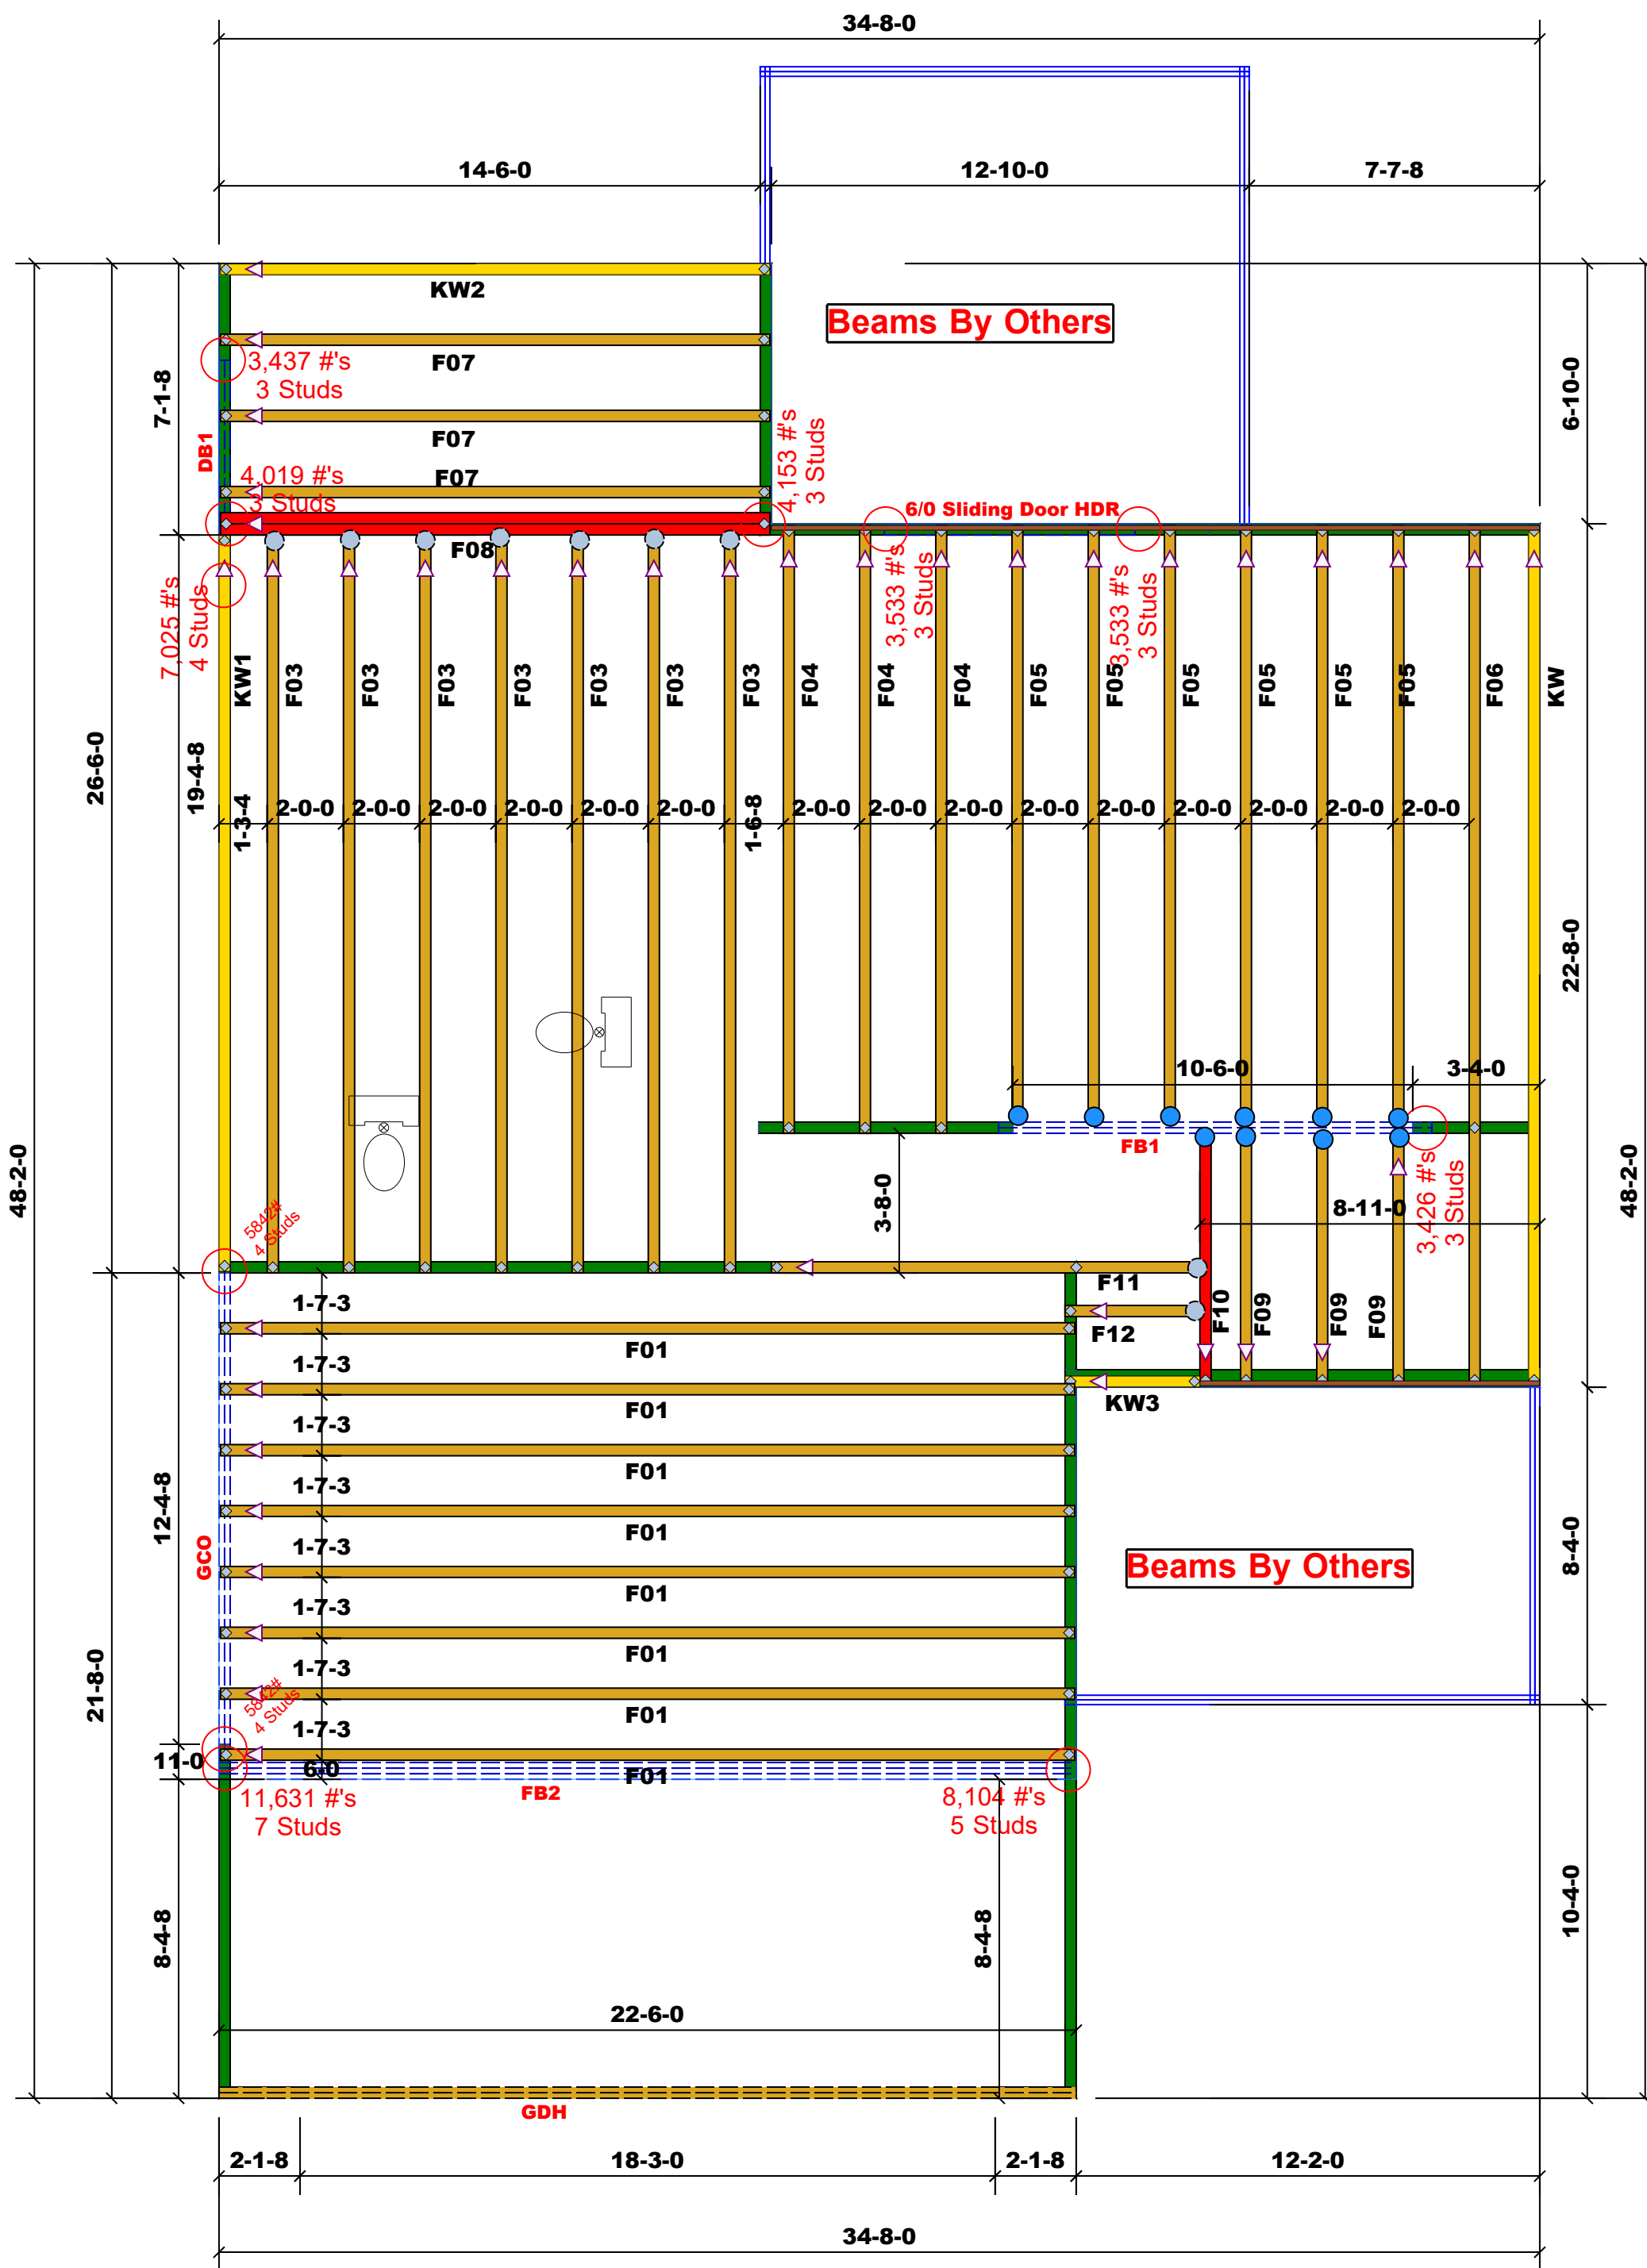 34-8-0
14-6-0
12-10-0
7-7-8
KW2
Beams By Others
3,437 #'s
3 Studs
F07
7-1-8
6-10-0
F07
DB1
F07
4,019 #'s
3 Studs
4,153 #'s
3 Studs
6/0 Sliding Door HDR
F08
3,533 #'s
3 Studs
3,533 #'s
3 Studs
7,025 #'s
4 Studs
KW1
F03
F03
F03
F03
F03
F03
F03
F04
F04
F04
F05
F05
F05
F05
F05
F05
F06
KW
26-6-0
19-4-8
1-3-4
2-0-0
2-0-0
2-0-0
2-0-0
2-0-0
2-0-0
1-6-8
2-0-0
2-0-0
2-0-0
2-0-0
2-0-0
2-0-0
2-0-0
2-0-0
2-0-0
22-8-0
10-6-0
3-4-0
FB1
48-2-0
48-2-0
3-8-0
8-11-0
3,426 #'s
3 Studs
5842#
4 Studs
F11
F12
F10
F09
F09
F09
KW3
1-7-3
F01
1-7-3
F01
1-7-3
F01
1-7-3
F01
1-7-3
F01
1-7-3
F01
1-7-3
F01
1-7-3
F01
12-4-8
GCO
Beams By Others
8-4-0
21-8-0
5842#
4 Studs
11-0
6-0
FB2
11,631 #'s
7 Studs
8,104 #'s
5 Studs
8-4-8
8-4-8
10-4-0
22-6-0
GDH
2-1-8
18-3-0
2-1-8
12-2-0
34-8-0